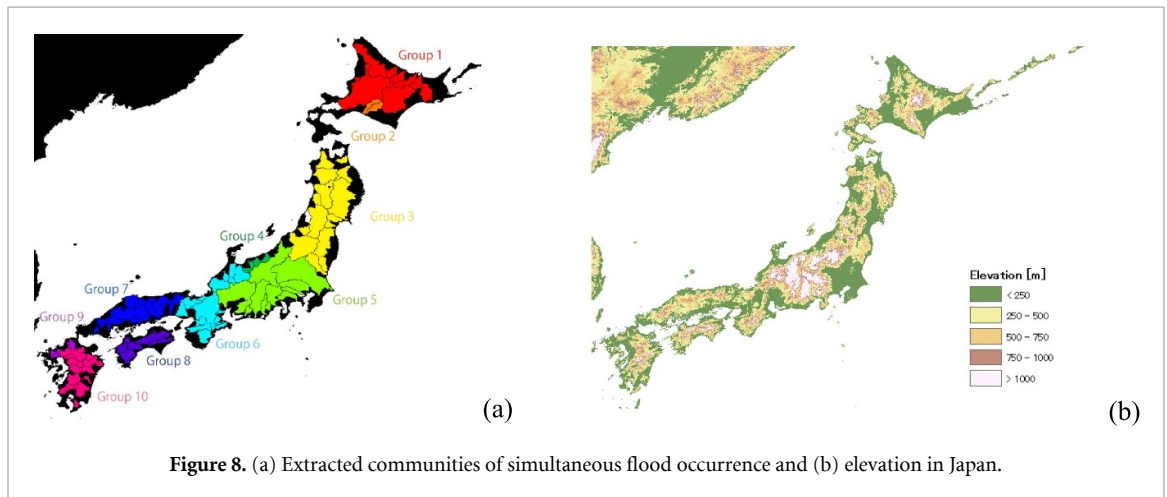 Group 1
Group 2
Group 3
Group 4
Group 5
Group 7
Group 9
Group 6
Group 8
Group 10
(a)
Elevation [m]
< 250
250 - 500
500 - 750
750 - 1000
> 1000
(b)
Figure 8. (a) Extracted communities of simultaneous flood occurrence and (b) elevation in Japan.